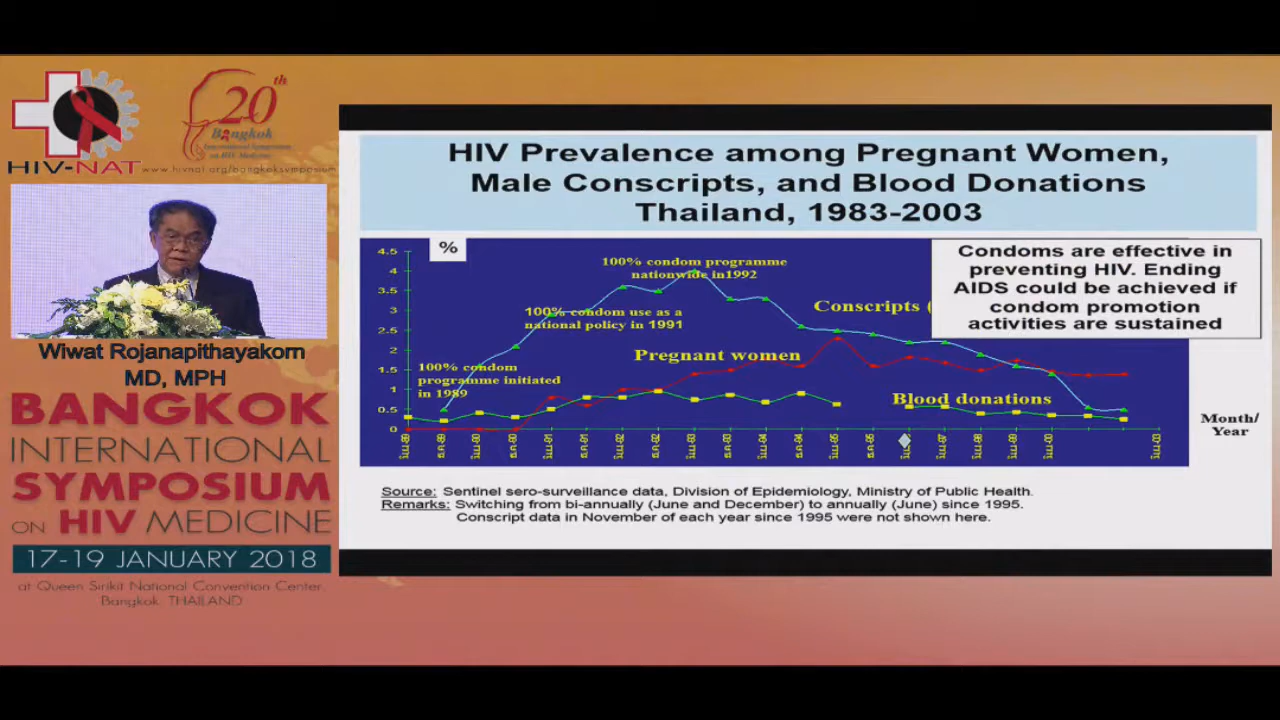 HIV-NAT
20th
Bangkok
International Symposium
on HIV Medicine
www.hivnat.org/bangkoksymposium
Wiwat Rojanapithayakorn
MD, MPH
BANGKOK
INTERNATIONAL
SYMPOSIUM
ON HIV MEDICINE
17-19 JANUARY 2018
at Queen Sirikit National Convention Center,
Bangkok, THAILAND
HIV Prevalence among Pregnant Women,
Male Conscripts, and Blood Donations
Thailand, 1983-2003
%
4.5
4
3.5
3
2.5
2
1.5
1
0.5
0
100% condom programme
nationwide in1992
100% condom use as a
national policy in 1991
100% condom
programme initiated
in 1989
Conscripts (
Pregnant women
Blood donations
Condoms are effective in
preventing HIV. Ending
AIDS could be achieved if
condom promotion
activities are sustained
Month/
Year
Source: Sentinel sero-surveillance data, Division of Epidemiology, Ministry of Public Health.
Remarks: Switching from bi-annually (June and December) to annually (June) since 1995.
Conscript data in November of each year since 1995 were not shown here.